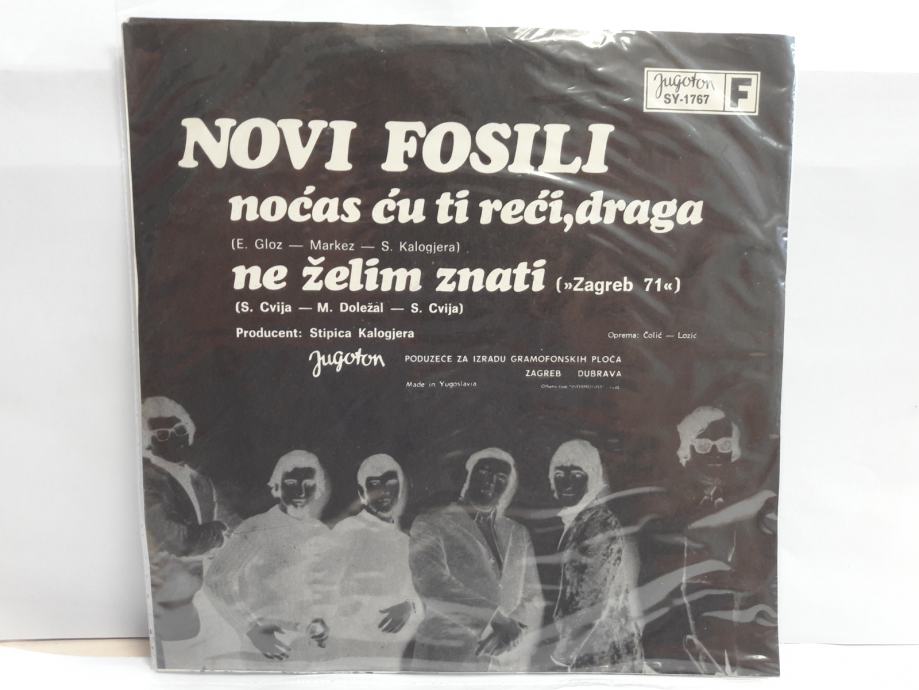 Jugoton
SY-1767
F
NOVI FOSILI
noćas ću ti reći,draga
(E. Gloz — Markez — S. Kalogjera)
ne želim znati (»Zagreb 71«)
(S. Cvija — M. Doležal — S. Cvija)
Producent: Stipica Kalogjera
Oprema: Čolić — Lozic
Jugoton
PODUZEĆE ZA IZRADU GRAMOFONSKIH PLOČA
ZAGREB DUBRAVA
Made in Yugoslavia